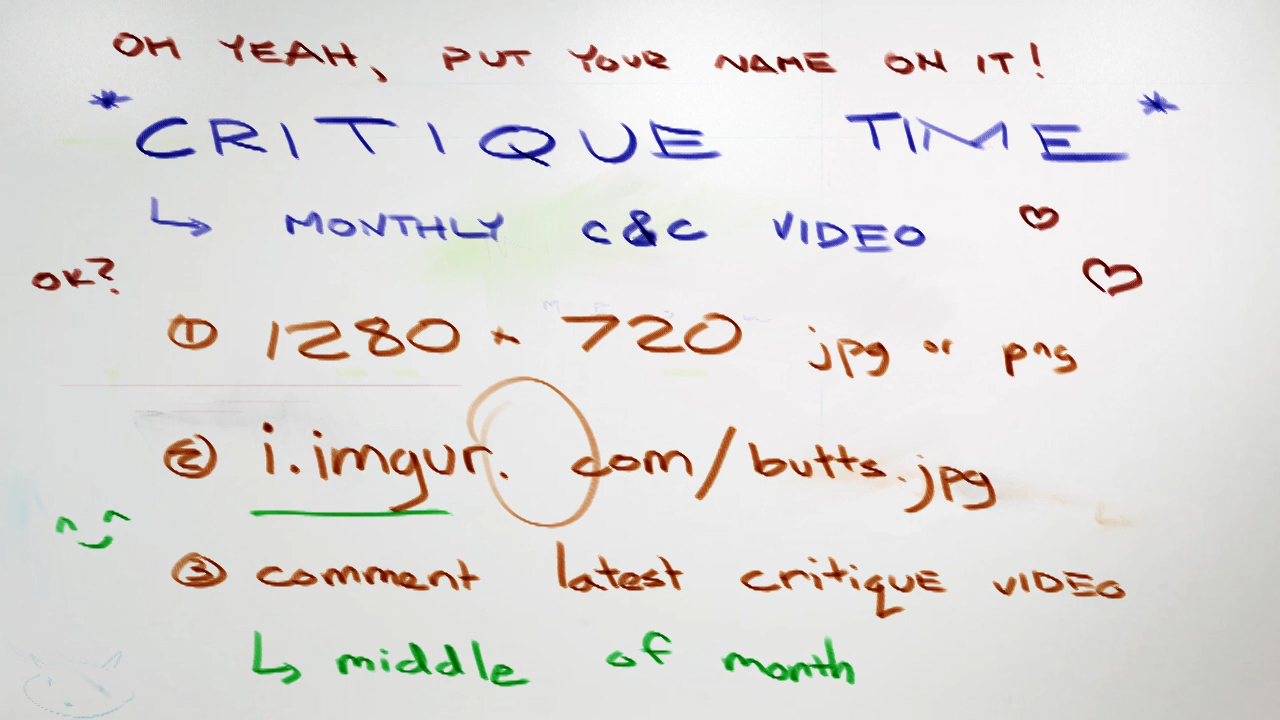 OH YEAH, PUT YOUR NAME ON IT!
*CRITIQUE TIME*
↳ MONTHLY C&C VIDEO
OK?
① 1280 x 720 jpg or png
② i.imgur. com/butts.jpg
③ comment latest critiquE VIDEO
↳ middle of month